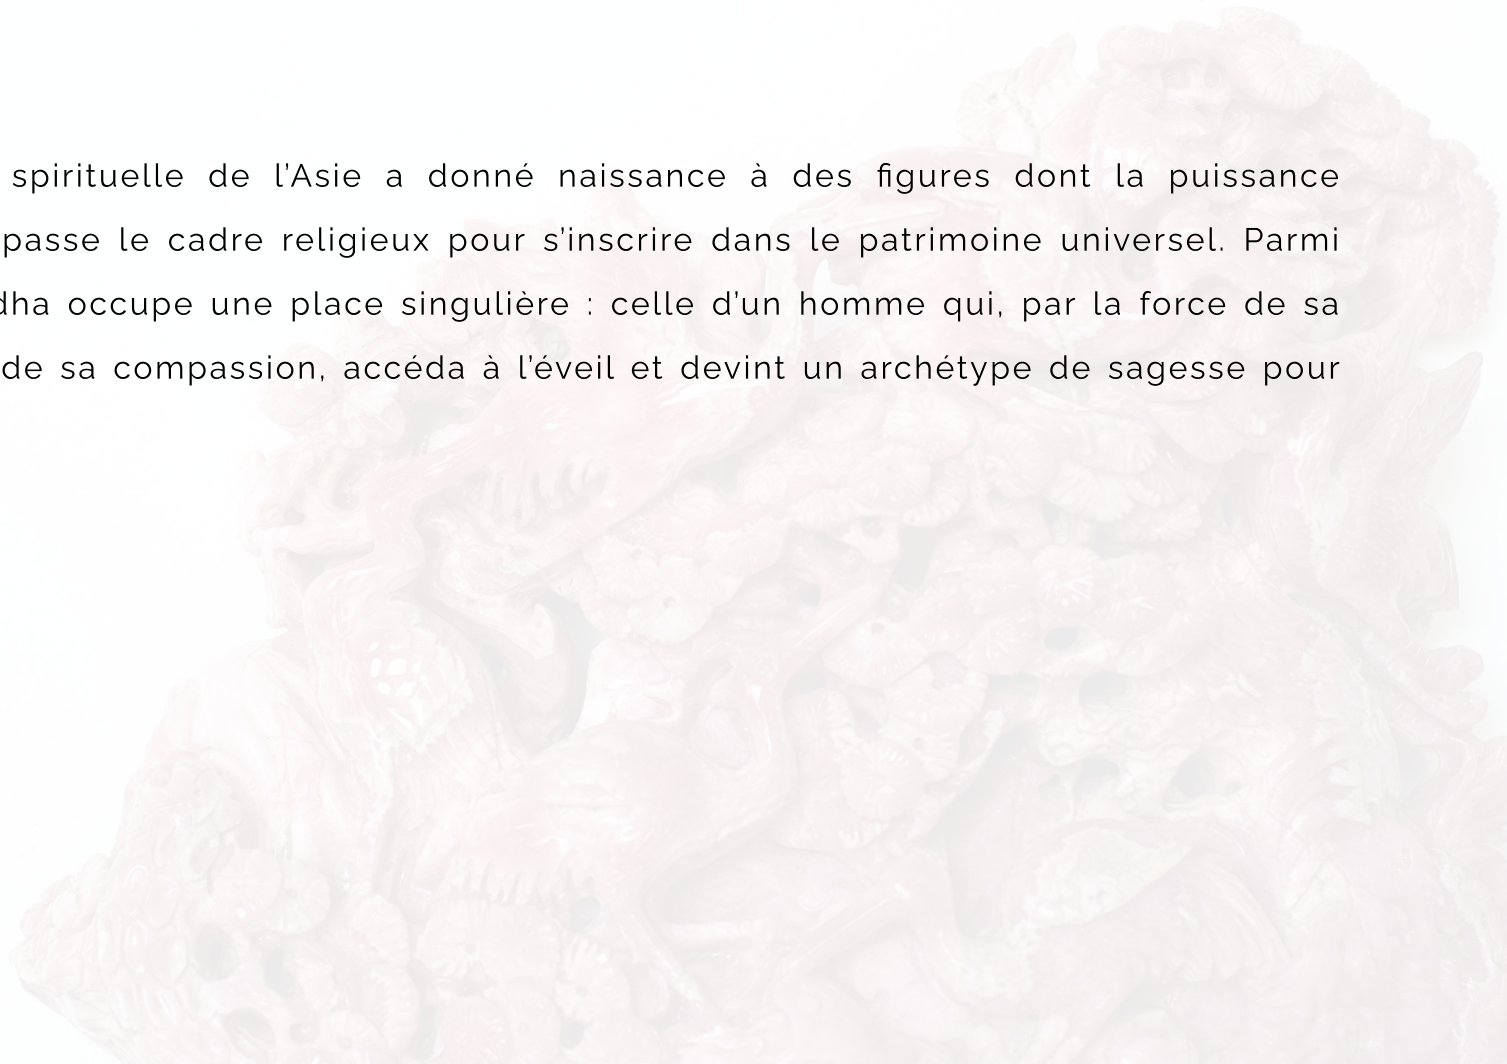 spirituelle de l’Asie a donné naissance à des figures dont la puissance
passe le cadre religieux pour s’inscrire dans le patrimoine universel. Parmi
dha occupe une place singulière : celle d’un homme qui, par la force de sa
de sa compassion, accéda à l’éveil et devint un archétype de sagesse pour